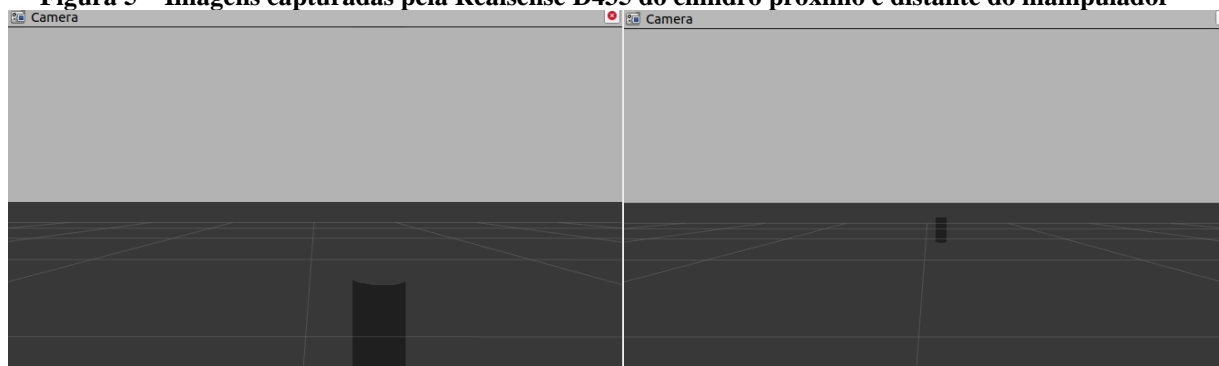 Figura 5 – Imagens capturadas pela Realsense D435 do cilindro próximo e distante do manipulador
Camera
Camera